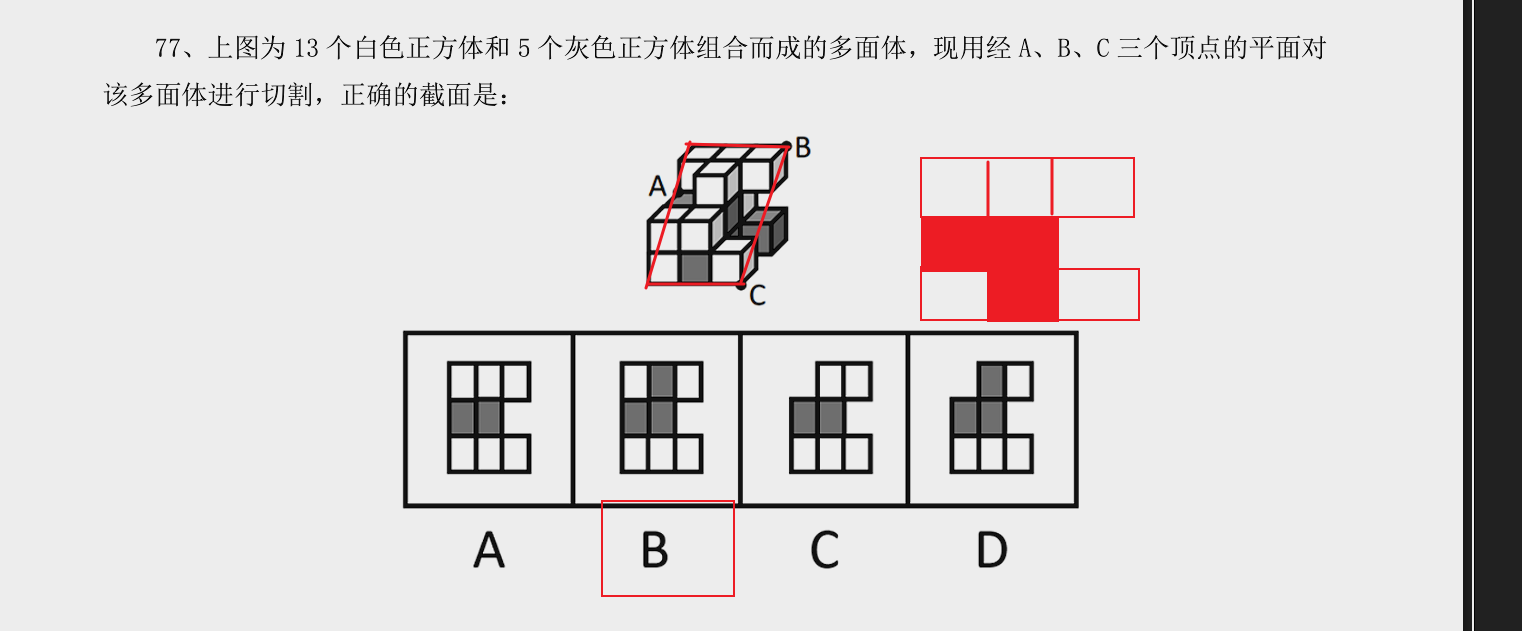 77、上图为 13 个白色正方体和 5 个灰色正方体组合而成的多面体，现用经 A、B、C 三个顶点的平面对
该多面体进行切割，正确的截面是：
B
A
C
A B C D